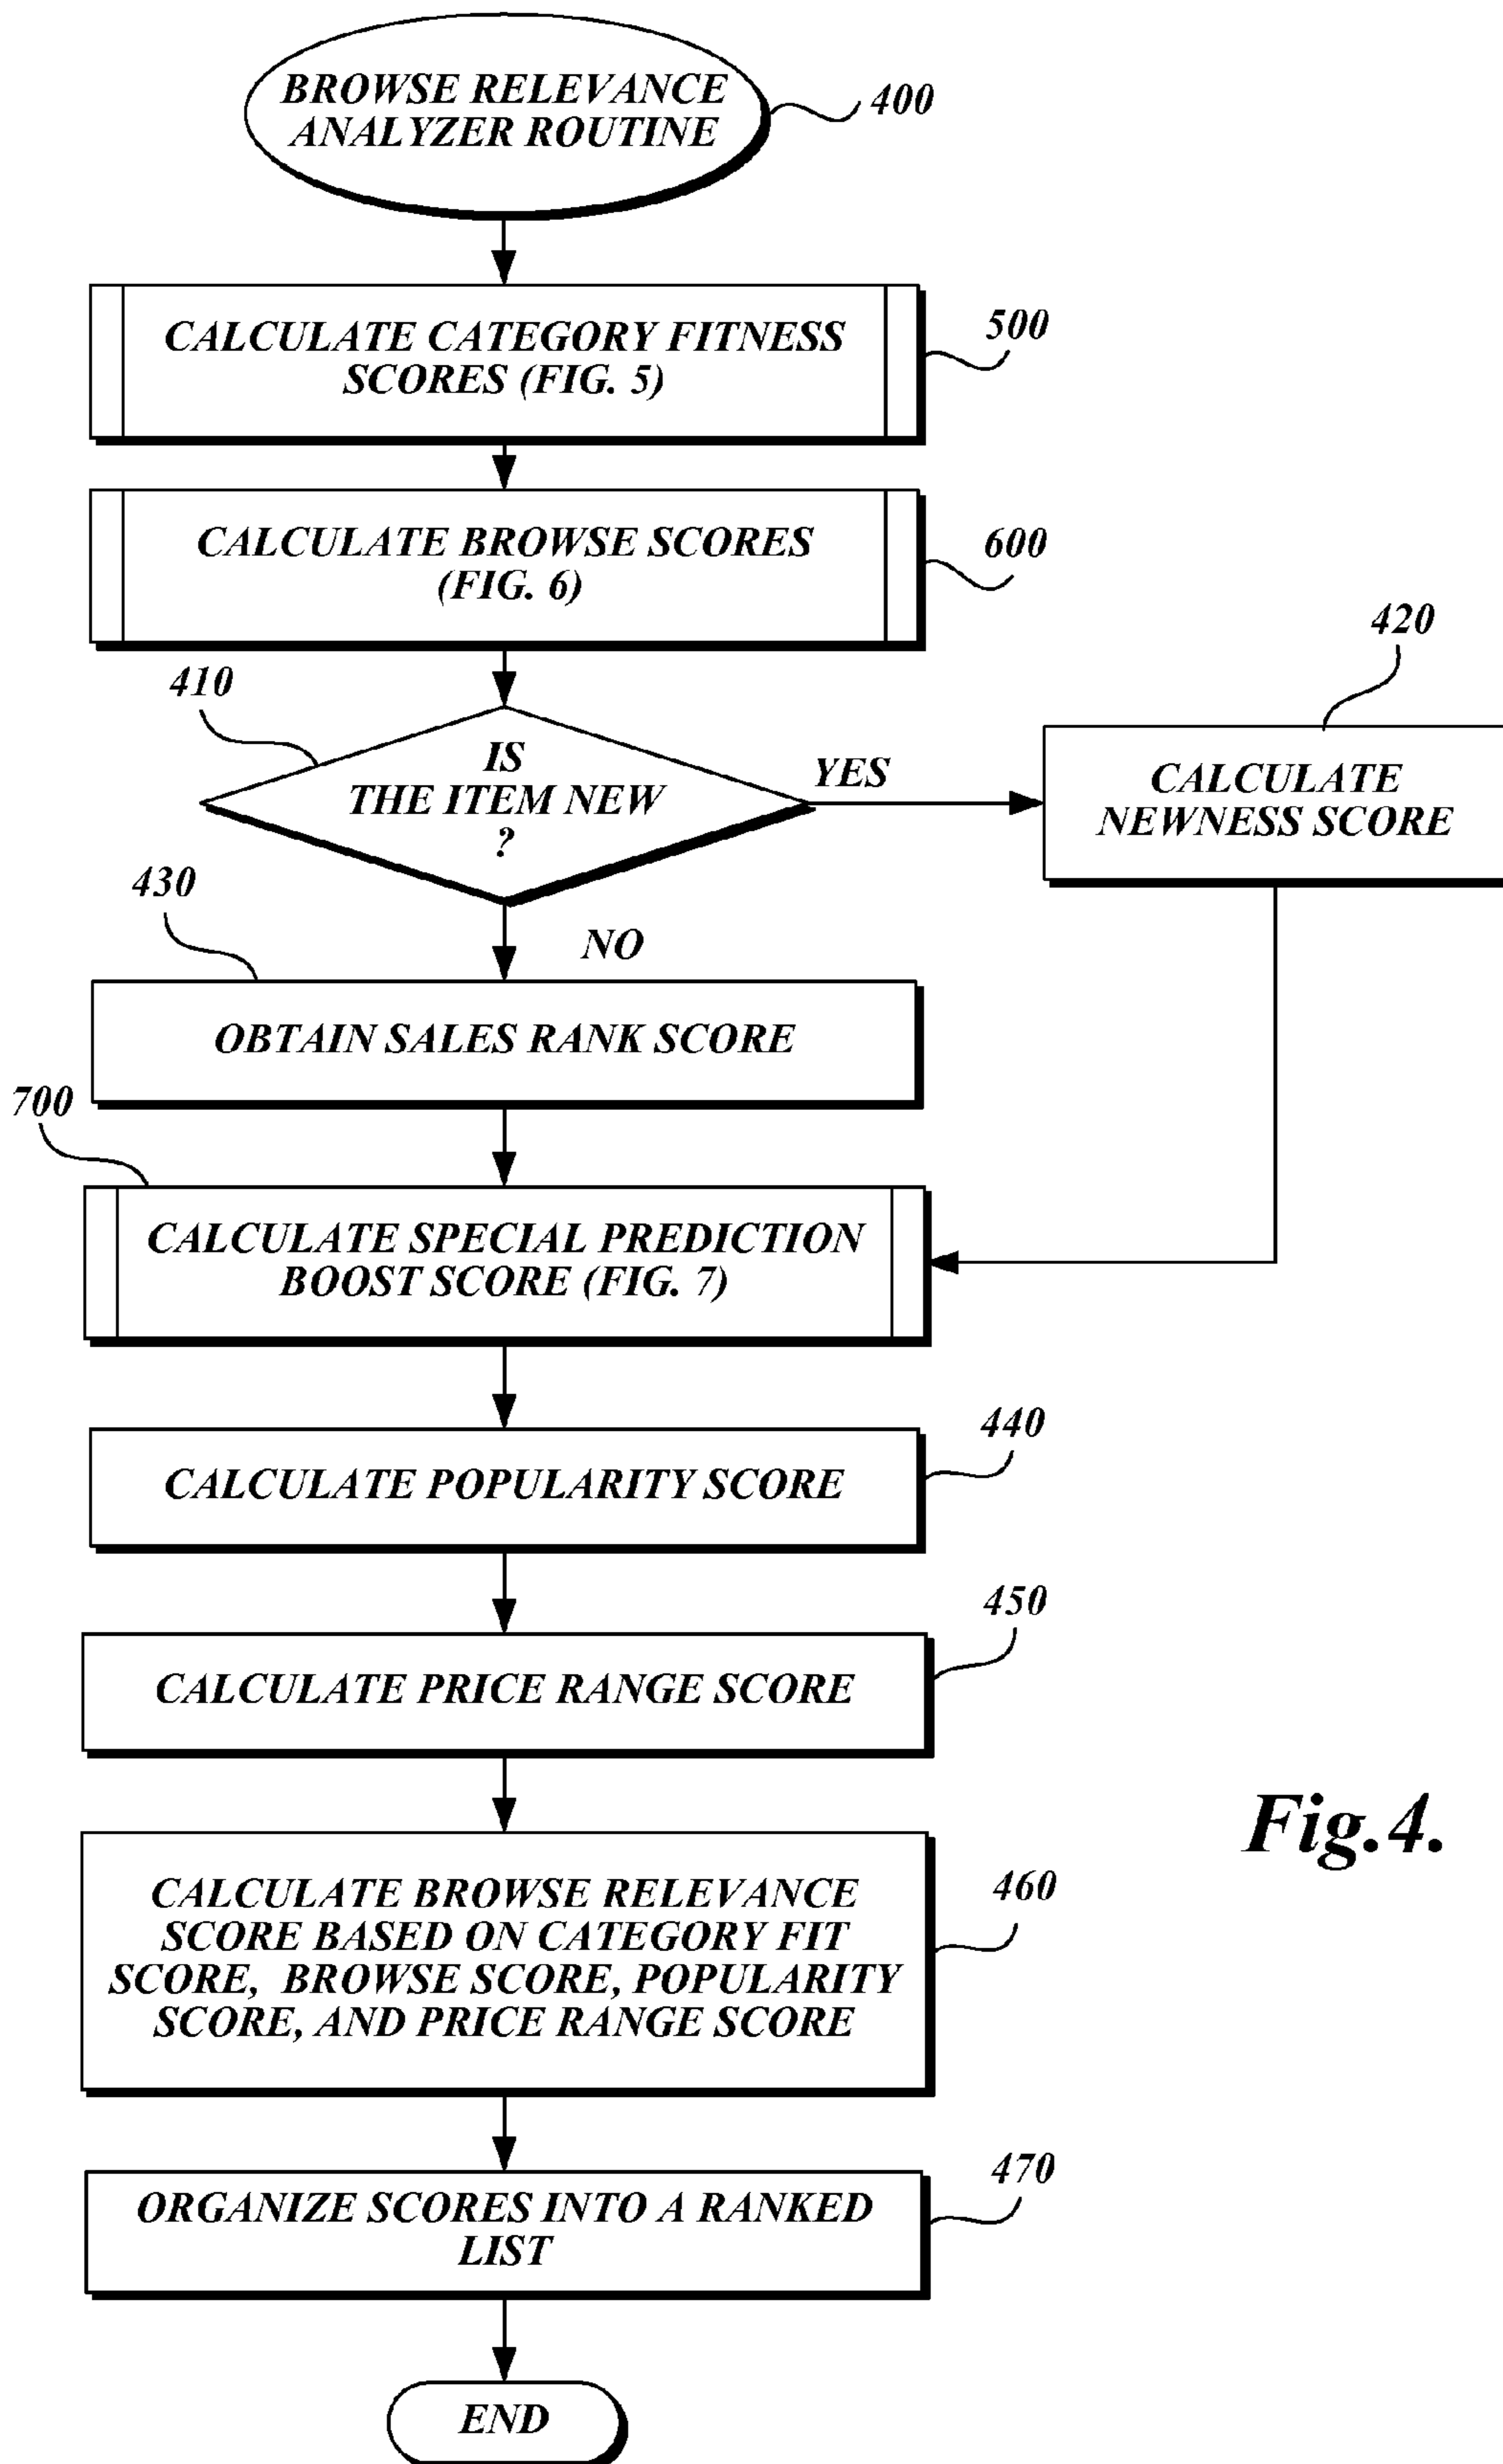 BROWSE RELEVANCE
ANALYZER ROUTINE
400
CALCULATE CATEGORY FITNESS
SCORES (FIG. 5)
500
CALCULATE BROWSE SCORES
(FIG. 6)
600
410
IS
THE ITEM NEW
?
YES
420
CALCULATE
NEWNESS SCORE
NO
430
OBTAIN SALES RANK SCORE
700
CALCULATE SPECIAL PREDICTION
BOOST SCORE (FIG. 7)
440
CALCULATE POPULARITY SCORE
450
CALCULATE PRICE RANGE SCORE
460
CALCULATE BROWSE RELEVANCE
SCORE BASED ON CATEGORY FIT
SCORE, BROWSE SCORE, POPULARITY
SCORE, AND PRICE RANGE SCORE
Fig.4.
470
ORGANIZE SCORES INTO A RANKED
LIST
END